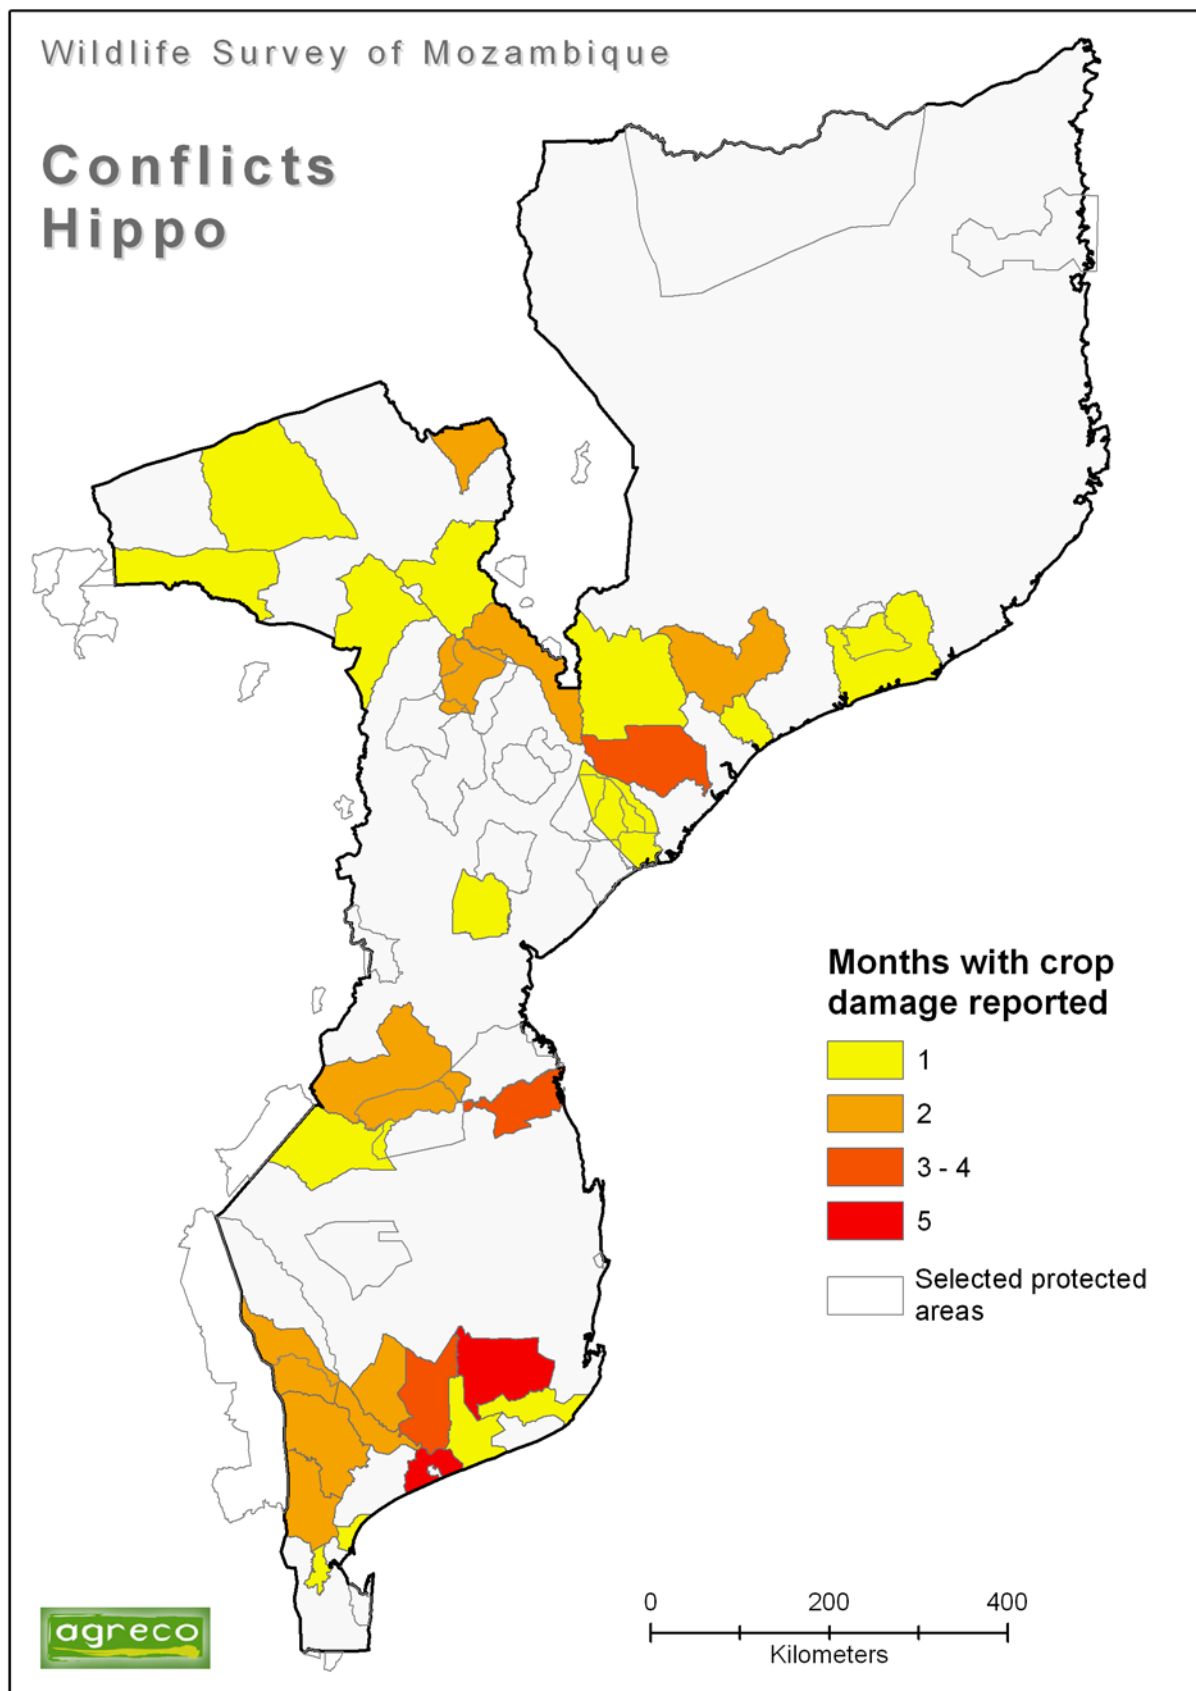 Wildlife Survey of Mozambique
Conflicts
Hippo
Months with crop
damage reported
1
2
3 - 4
5
Selected protected
areas
0 200 400
Kilometers
agreco